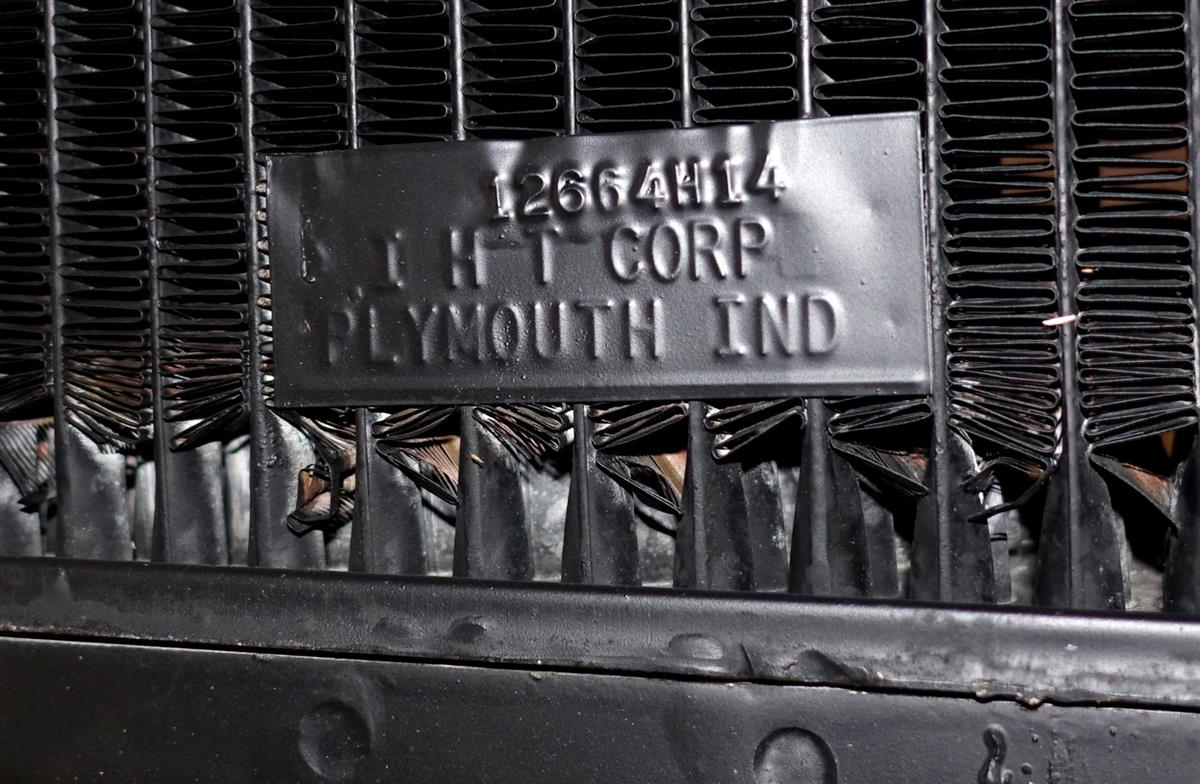 12664H14
I H T CORP
PLYMOUTH IND